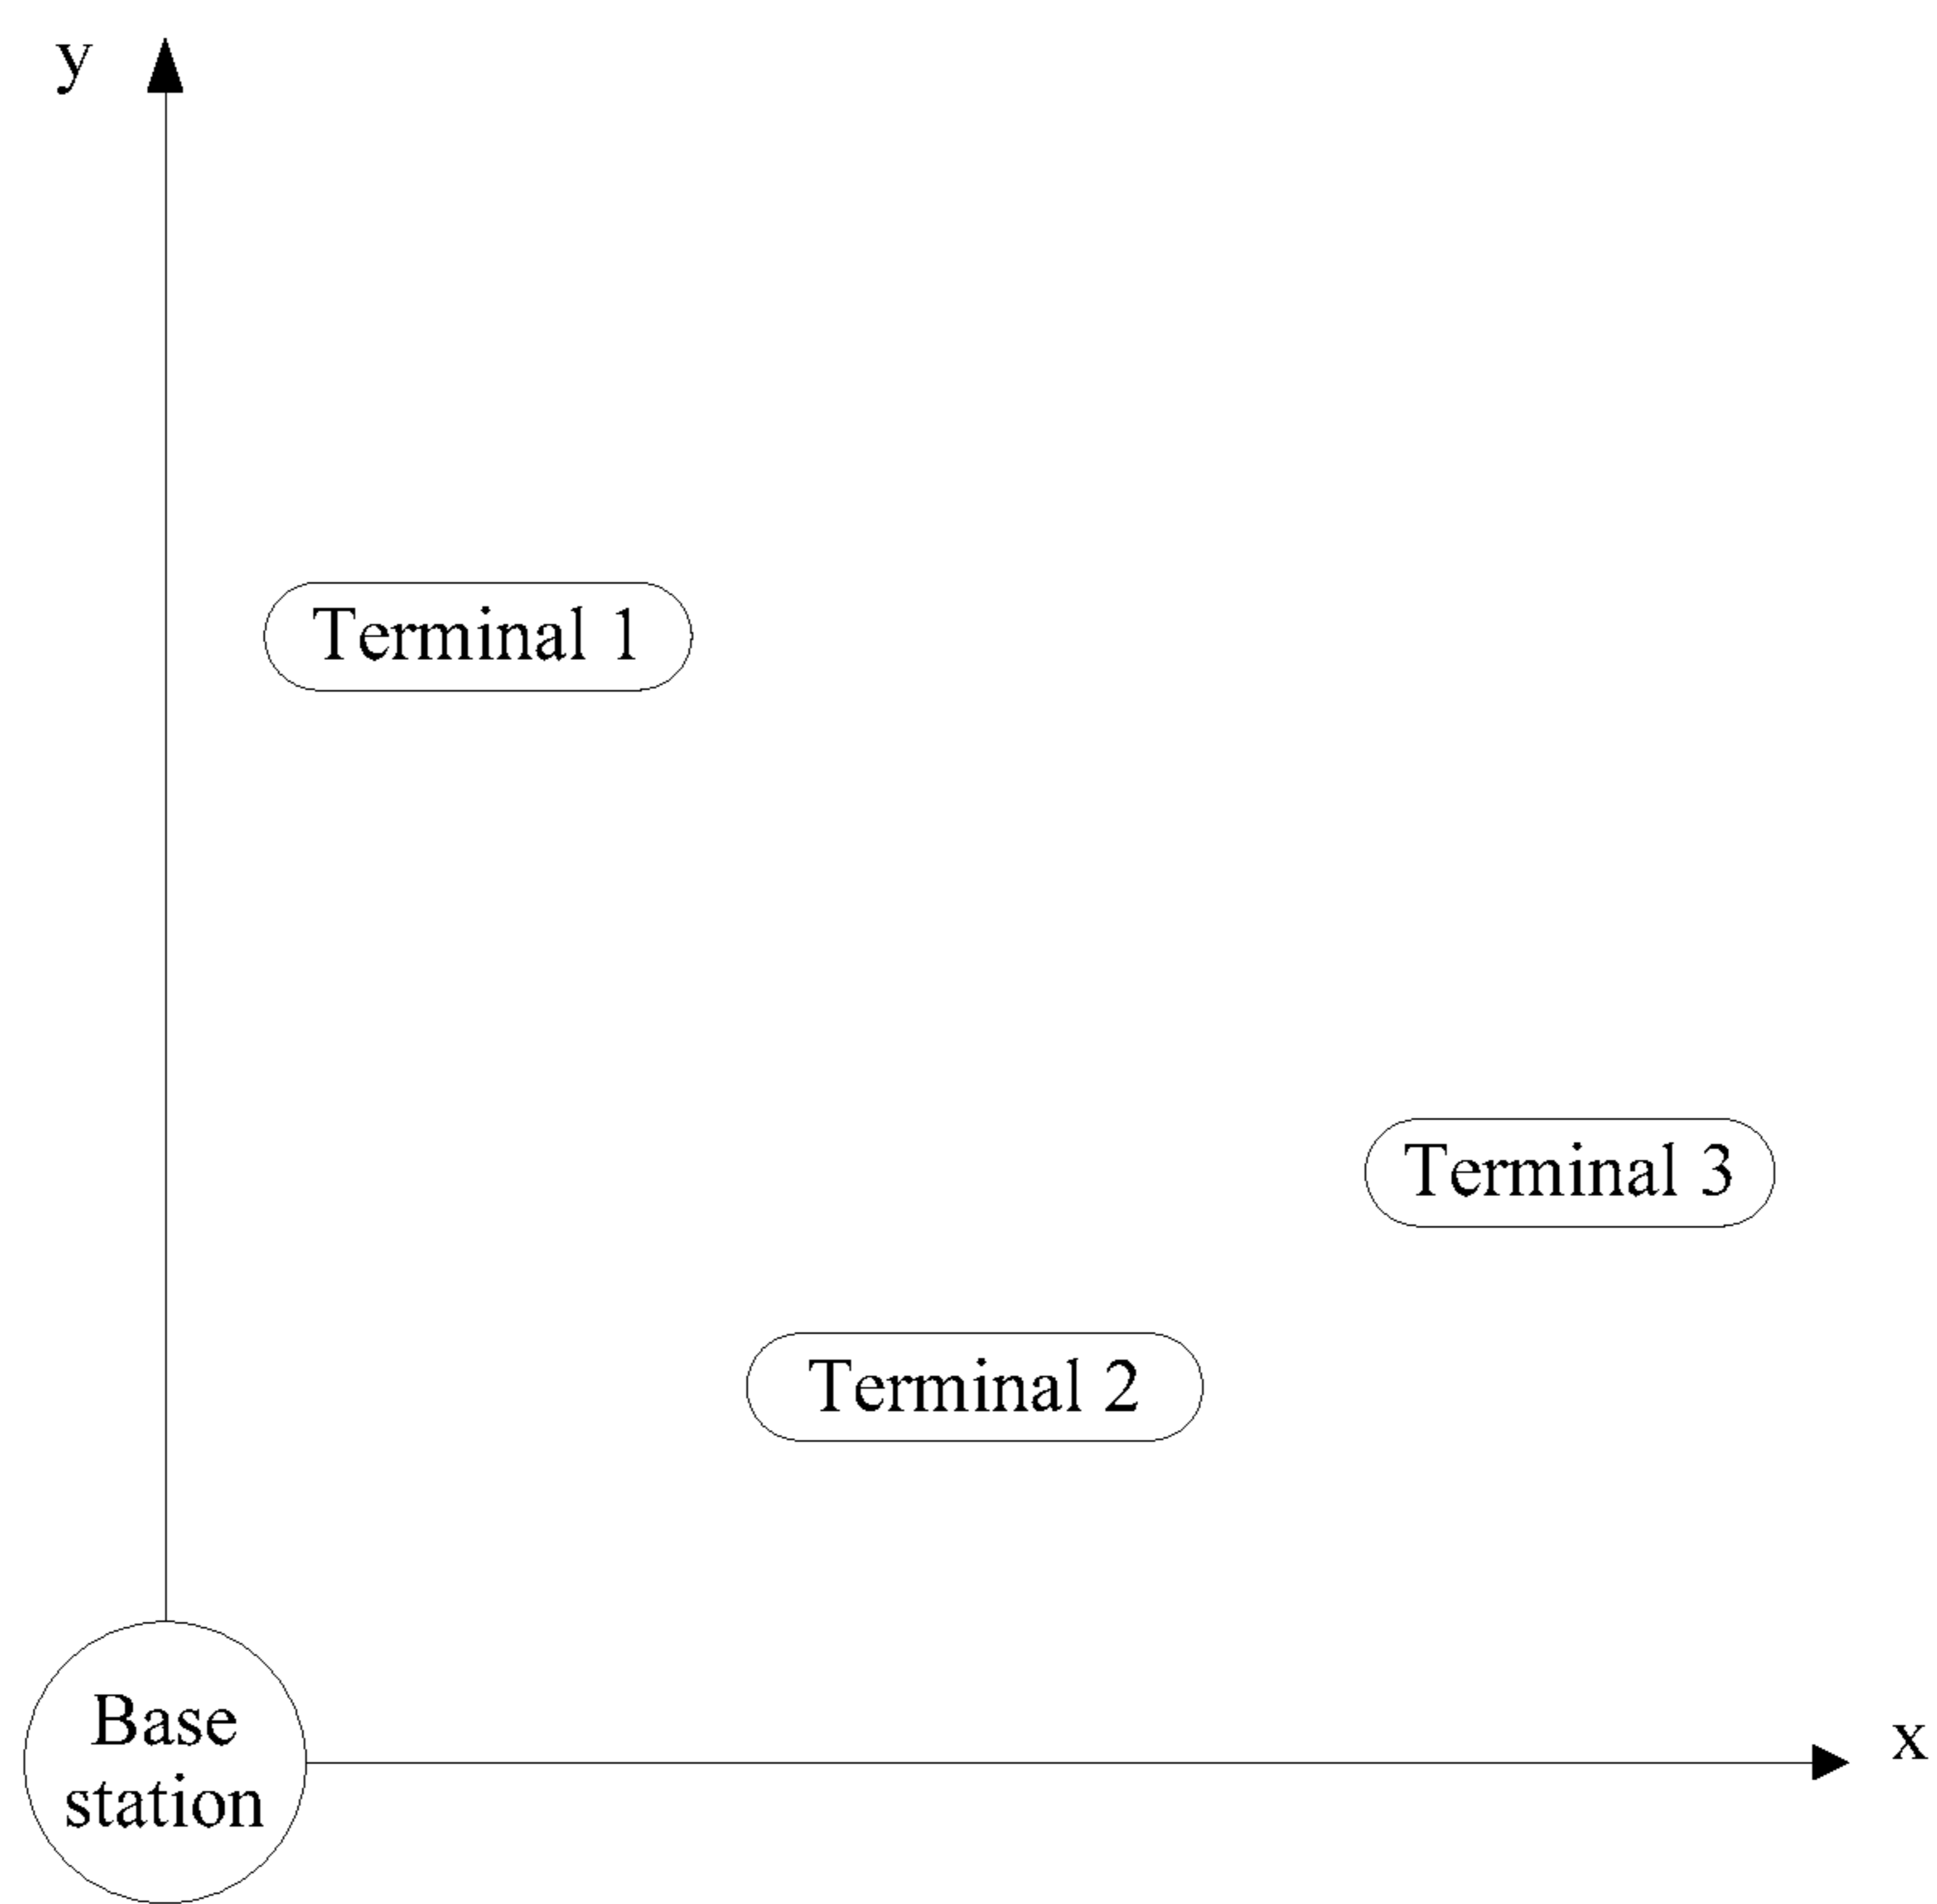 y
Terminal 1
Terminal 3
Terminal 2
Base
station
x